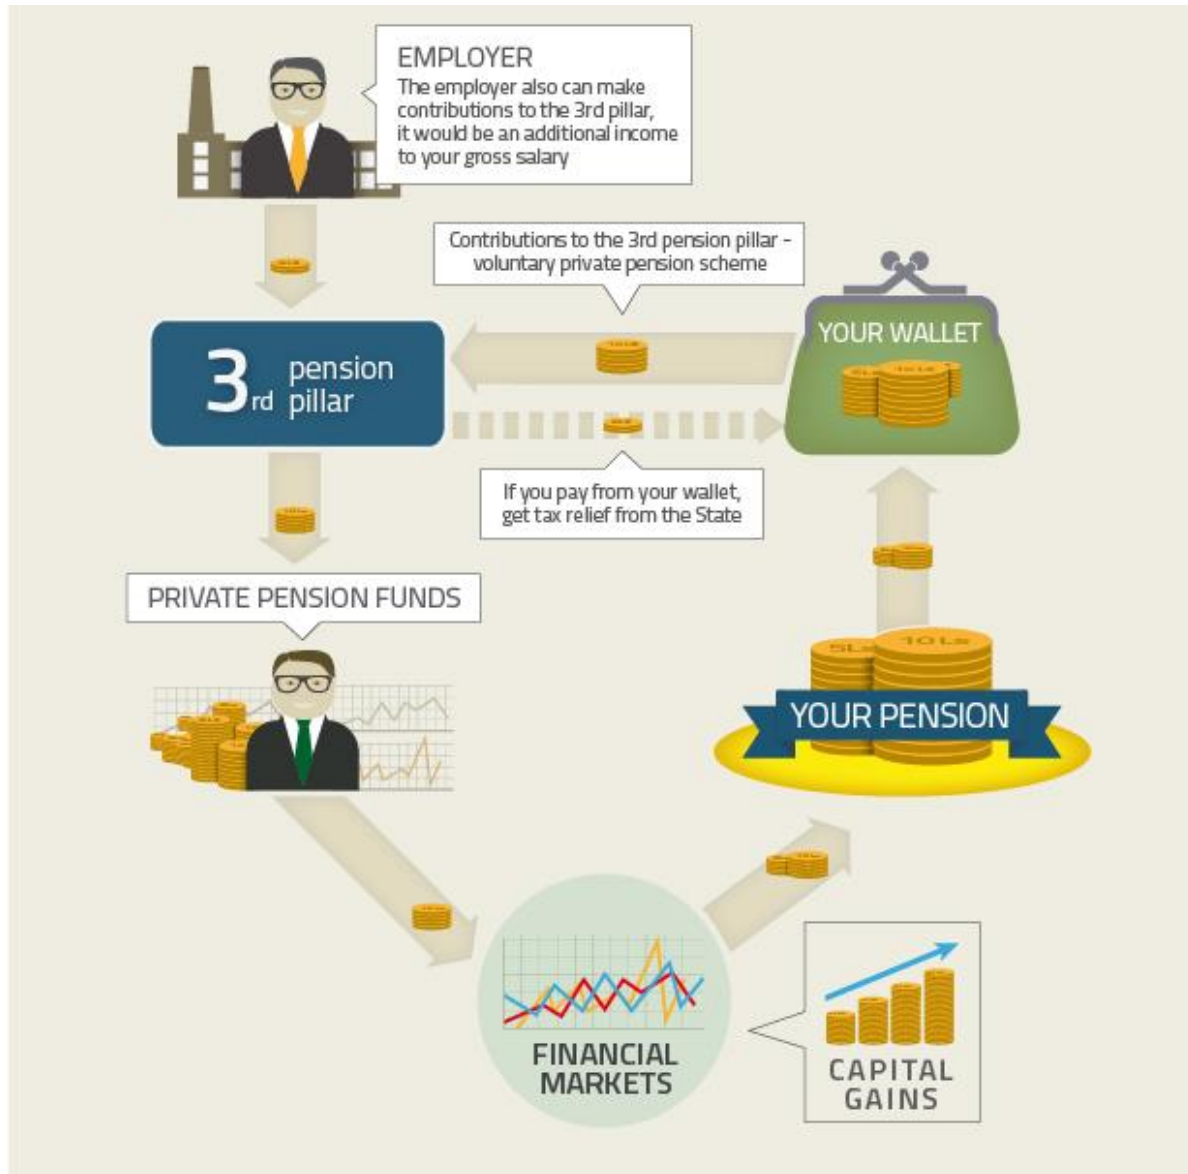 EMPLOYER
The employer also can make
contributions to the 3rd pillar,
it would be an additional income
to your gross salary
Contributions to the 3rd pension pillar -
voluntary private pension scheme
YOUR WALLET
3rd pension
pillar
If you pay from your wallet,
get tax relief from the State
PRIVATE PENSION FUNDS
5Ls 10Ls
YOUR PENSION
FINANCIAL
MARKETS
CAPITAL
GAINS